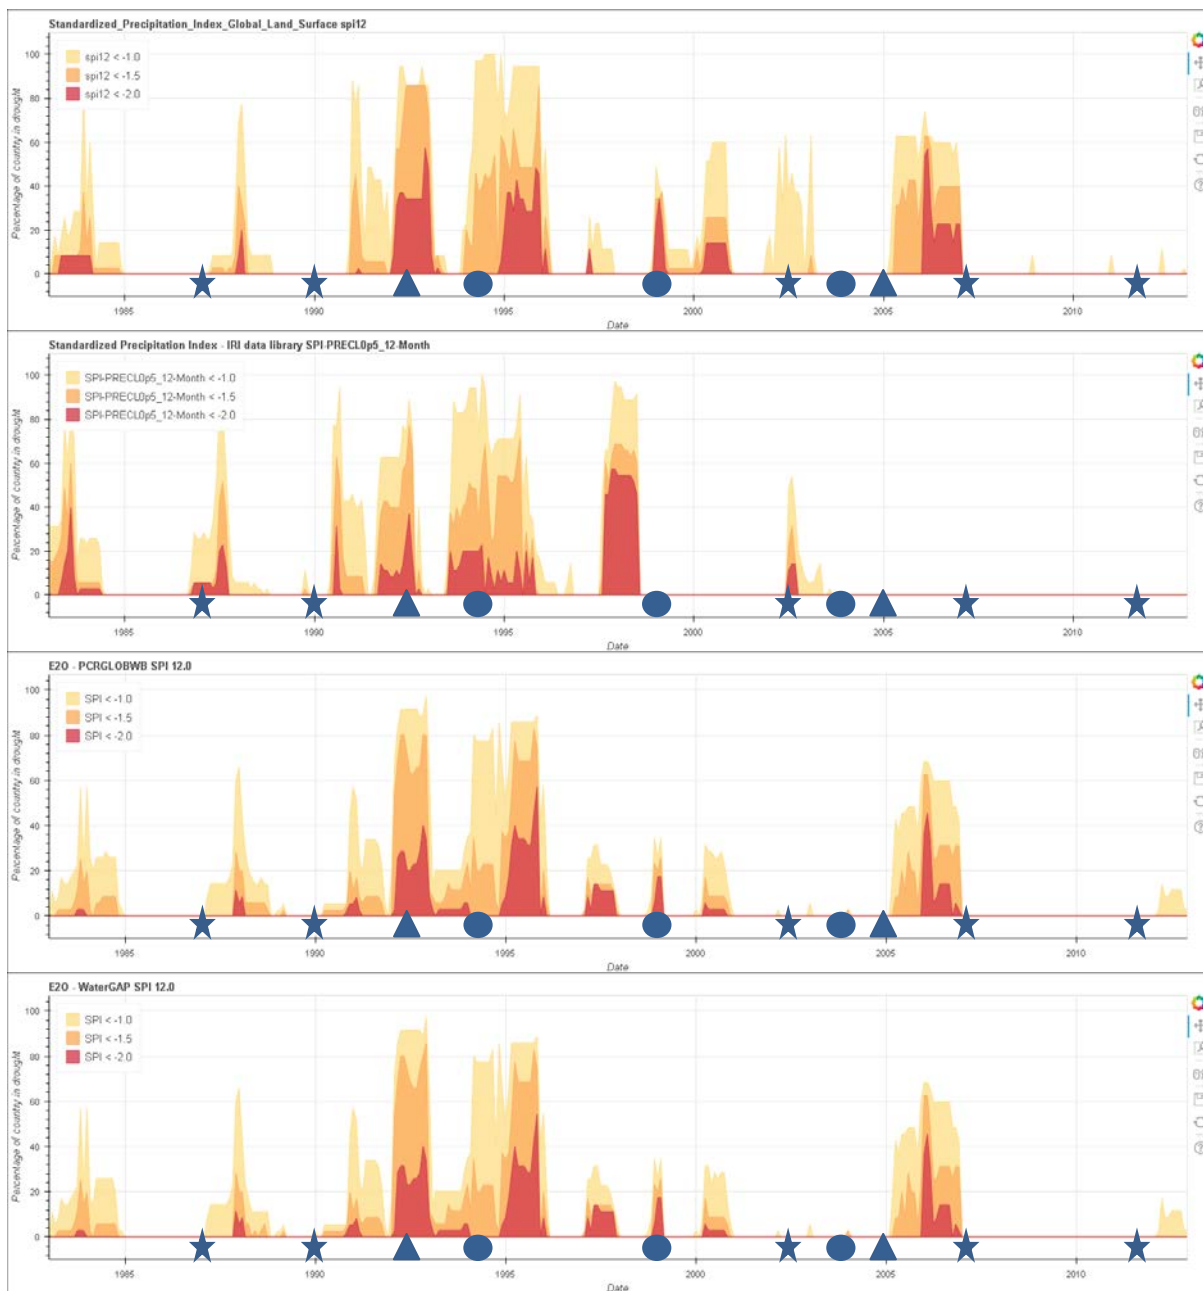 Standardized_Precipitation_Index_Global_Land_Surface spi12
100
80
60
40
20
0
Percentage of country in drought
spi12 < -1.0
spi12 < -1.5
spi12 < -2.0
1985 1990 1995 2000 2005 2010
Date
Standardized Precipitation Index - IRI data library SPI-PRECL0p5_12-Month
100
80
60
40
20
0
Percentage of country in drought
SPI-PRECL0p5_12-Month < -1.0
SPI-PRECL0p5_12-Month < -1.5
SPI-PRECL0p5_12-Month < -2.0
1985 1990 1995 2000 2005 2010
Date
E2O - PCRGLOBWB SPI 12.0
100
80
60
40
20
0
Percentage of country in drought
SPI < -1.0
SPI < -1.5
SPI < -2.0
1985 1990 1995 2000 2005 2010
Date
E2O - WaterGAP SPI 12.0
100
80
60
40
20
0
Percentage of country in drought
SPI < -1.0
SPI < -1.5
SPI < -2.0
1985 1990 1995 2000 2005 2010
Date